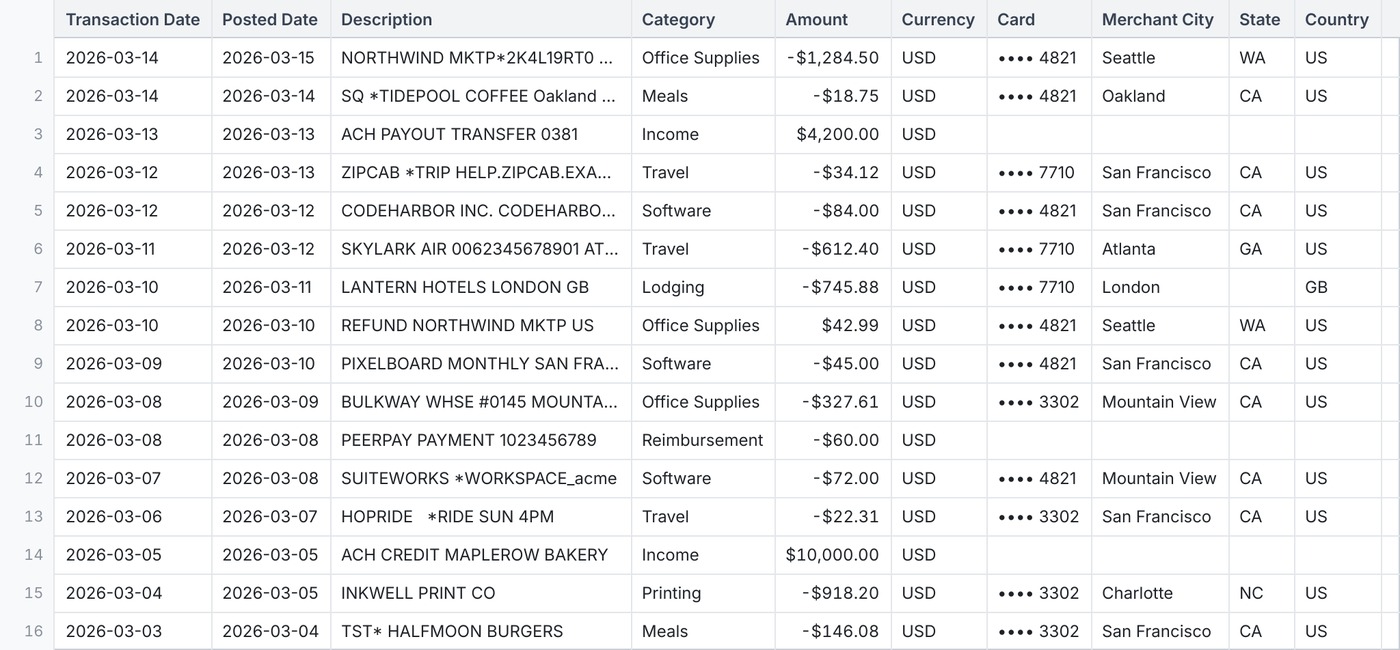 Transaction Date Posted Date Description Category Amount Currency Card Merchant City State Country
1 2026-03-14 2026-03-15 NORTHWIND MKTP*2K4L19RT0 ... Office Supplies -$1,284.50 USD •••• 4821 Seattle WA US
2 2026-03-14 2026-03-14 SQ *TIDEPOOL COFFEE Oakland ... Meals -$18.75 USD •••• 4821 Oakland CA US
3 2026-03-13 2026-03-13 ACH PAYOUT TRANSFER 0381 Income $4,200.00 USD
4 2026-03-12 2026-03-13 ZIPCAB *TRIP HELP.ZIPCAB.EXA... Travel -$34.12 USD •••• 7710 San Francisco CA US
5 2026-03-12 2026-03-12 CODEHARBOR INC. CODEHARBO... Software -$84.00 USD •••• 4821 San Francisco CA US
6 2026-03-11 2026-03-12 SKYLARK AIR 0062345678901 AT... Travel -$612.40 USD •••• 7710 Atlanta GA US
7 2026-03-10 2026-03-11 LANTERN HOTELS LONDON GB Lodging -$745.88 USD •••• 7710 London GB
8 2026-03-10 2026-03-10 REFUND NORTHWIND MKTP US Office Supplies $42.99 USD •••• 4821 Seattle WA US
9 2026-03-09 2026-03-10 PIXELBOARD MONTHLY SAN FRA... Software -$45.00 USD •••• 4821 San Francisco CA US
10 2026-03-08 2026-03-09 BULKWAY WHSE #0145 MOUNTA... Office Supplies -$327.61 USD •••• 3302 Mountain View CA US
11 2026-03-08 2026-03-08 PEERPAY PAYMENT 1023456789 Reimbursement -$60.00 USD
12 2026-03-07 2026-03-08 SUITEWORKS *WORKSPACE_acme Software -$72.00 USD •••• 4821 Mountain View CA US
13 2026-03-06 2026-03-07 HOPRIDE   *RIDE SUN 4PM Travel -$22.31 USD •••• 3302 San Francisco CA US
14 2026-03-05 2026-03-05 ACH CREDIT MAPLEROW BAKERY Income $10,000.00 USD
15 2026-03-04 2026-03-05 INKWELL PRINT CO Printing -$918.20 USD •••• 3302 Charlotte NC US
16 2026-03-03 2026-03-04 TST* HALFMOON BURGERS Meals -$146.08 USD •••• 3302 San Francisco CA US